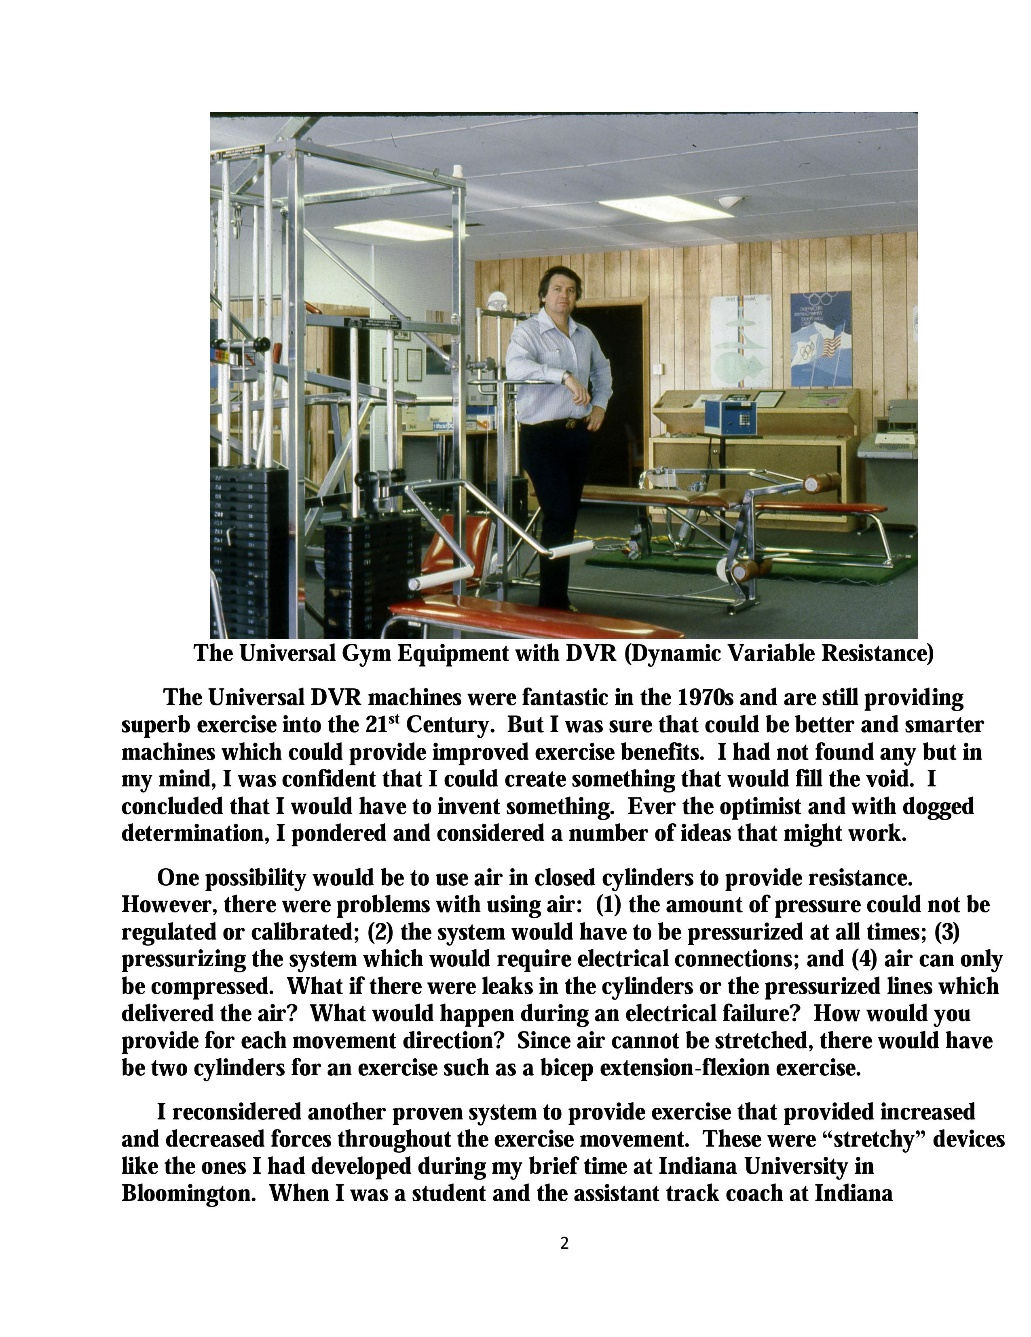 The Universal Gym Equipment with DVR (Dynamic Variable Resistance)
The Universal DVR machines were fantastic in the 1970s and are still providing
superb exercise into the 21st Century. But I was sure that could be better and smarter
machines which could provide improved exercise benefits. I had not found any but in
my mind, I was confident that I could create something that would fill the void. I
concluded that I would have to invent something. Ever the optimist and with dogged
determination, I pondered and considered a number of ideas that might work.
One possibility would be to use air in closed cylinders to provide resistance.
However, there were problems with using air: (1) the amount of pressure could not be
regulated or calibrated; (2) the system would have to be pressurized at all times; (3)
pressurizing the system which would require electrical connections; and (4) air can only
be compressed. What if there were leaks in the cylinders or the pressurized lines which
delivered the air? What would happen during an electrical failure? How would you
provide for each movement direction? Since air cannot be stretched, there would have
be two cylinders for an exercise such as a bicep extension-flexion exercise.
I reconsidered another proven system to provide exercise that provided increased
and decreased forces throughout the exercise movement. These were “stretchy” devices
like the ones I had developed during my brief time at Indiana University in
Bloomington. When I was a student and the assistant track coach at Indiana
2